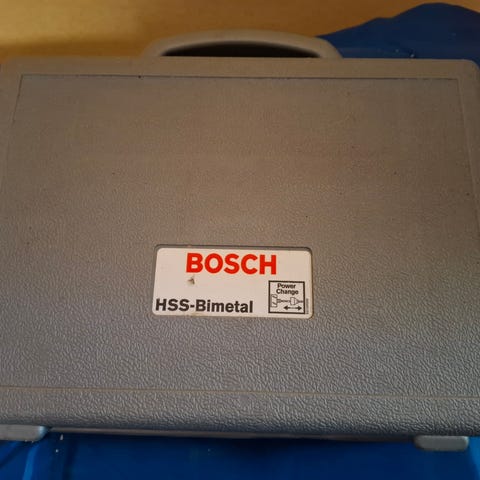 BOSCH
HSS-Bimetal
Power
Change